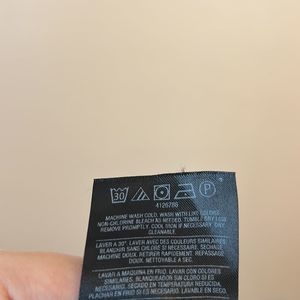 30 P
4126786
MACHINE WASH COLD. WASH WITH LIKE COLORS.
NON-CHLORINE BLEACH AS NEEDED. TUMBLE DRY LOW.
REMOVE PROMPTLY. COOL IRON IF NECESSARY. DRY
CLEANABLE.
LAVER A 30°. LAVER AVEC DES COULEURS SIMILAIRES.
BLANCHIR SANS CHLORE SI NECESSAIRE. SECHAGE
MACHINE DOUX. RETIRER RAPIDEMENT. REPASSAGE
DOUX. NETTOYAGE A SEC.
LAVAR A MAQUINA EN FRIO. LAVAR CON COLORES
SIMILARES. BLANQUEADOR SIN CLORO SI ES
NECESARIO. SECADO EN TEMPERATURA REDUCIDA.
PLANCHAR EN FRIO SI ES NECESARIO. LAVABLE EN SECO.